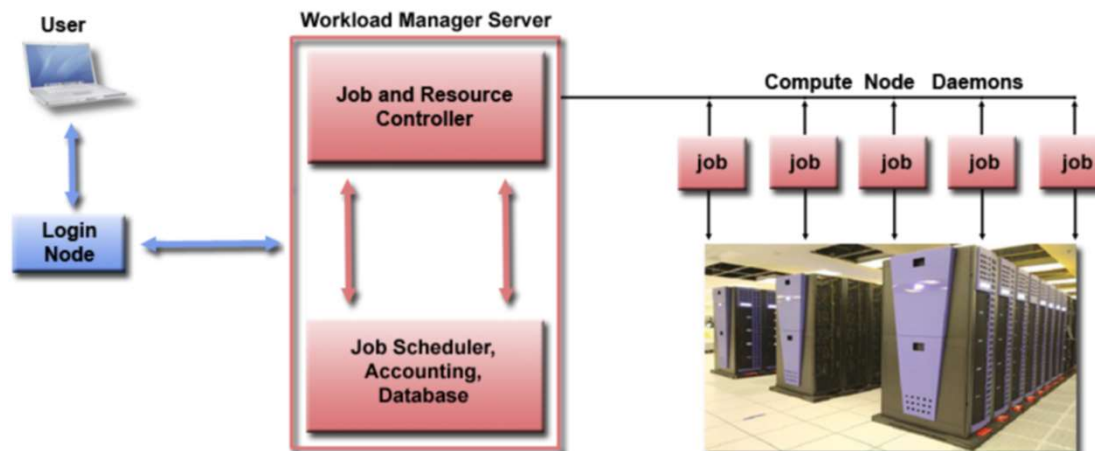 User
Workload Manager Server
Job and Resource
Controller
Compute Node Daemons
job
job
job
job
job
Login
Node
Job Scheduler,
Accounting,
Database